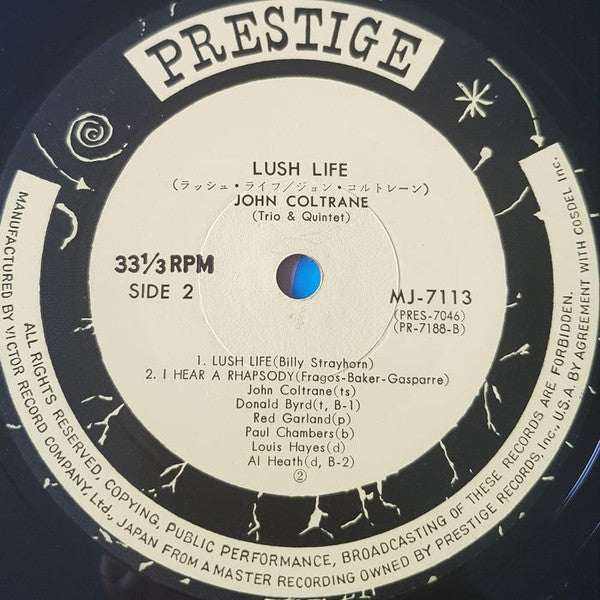 PRESTIGE
LUSH LIFE
(ラッシュ・ライフ/ジョン・コルトレーン)
JOHN COLTRANE
(Trio & Quintet)
33⅓ RPM
SIDE 2
MJ-7113
(PRES-7046)
(PR-7188-B)
1. LUSH LIFE(Billy Strayhorn)
2. I HEAR A RHAPSODY(Fragos-Baker-Gasparre)
John Coltrane(ts)
Donald Byrd(t, B-1)
Red Garland(p)
Paul Chambers(b)
Louis Hayes(d)
Al Heath(d, B-2)
②
ALL RIGHTS RESERVED, COPYING, PUBLIC PERFORMANCE, BROADCASTING OF THESE RECORDS ARE FORBIDDEN.
MANUFACTURED BY VICTOR RECORD COMPANY, Ltd., JAPAN FROM A MASTER RECORDING OWNED BY PRESTIGE RECORDS, Inc., U.S.A. BY AGREEMENT WITH COSDEL Inc.